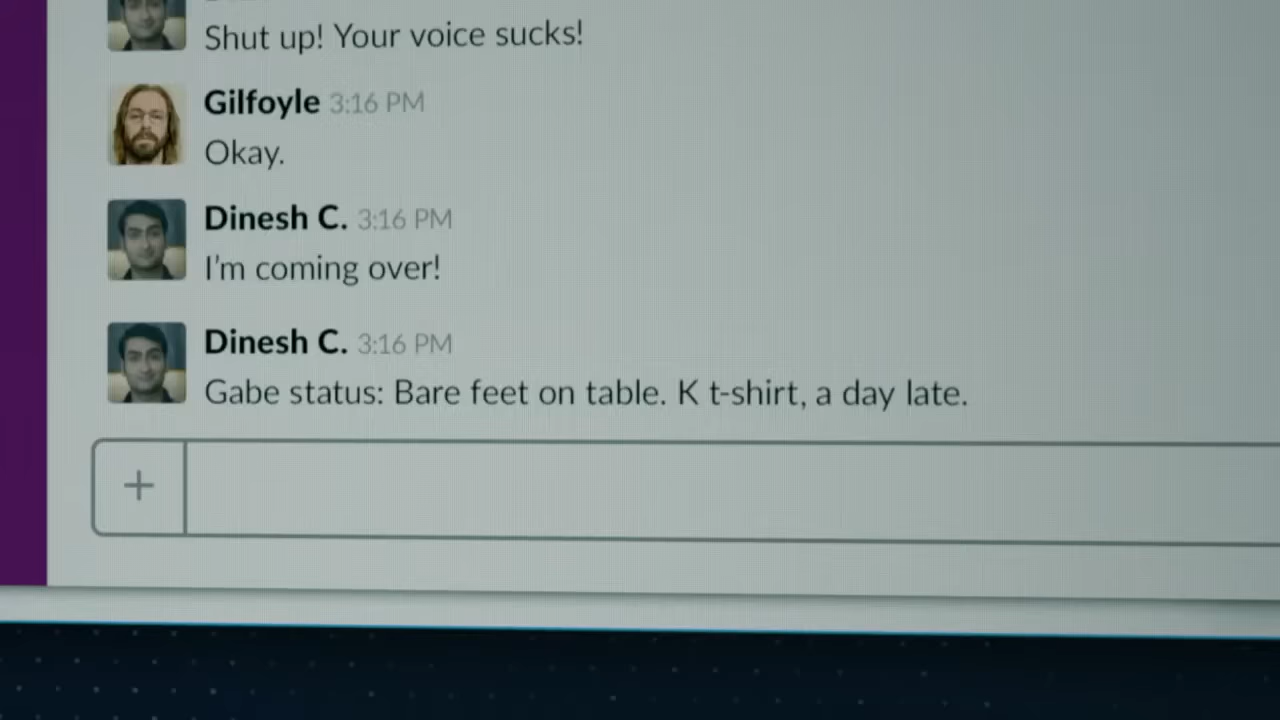 Shut up! Your voice sucks!
Gilfoyle 3:16 PM
Okay.
Dinesh C. 3:16 PM
I'm coming over!
Dinesh C. 3:16 PM
Gabe status: Bare feet on table. K t-shirt, a day late.
+